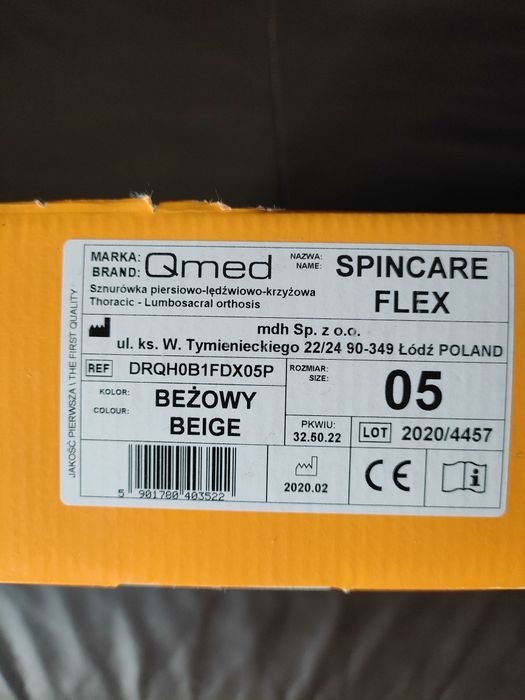 MARKA:
BRAND:
Qmed
NAZWA:
NAME:
SPINCARE
FLEX
Sznurówka piersiowo-lędźwiowo-krzyżowa
Thoracic - Lumbosacral orthosis
mdh Sp. z o.o.
ul. ks. W. Tymienieckiego 22/24 90-349 Łódź POLAND
REF DRQH0B1FDX05P
ROZMIAR:
SIZE:
05
KOLOR:
COLOUR:
BEŻOWY
BEIGE
PKWIU:
32.50.22
LOT 2020/4457
5 901780 403522
2020.02
CE
i
JAKOŚĆ PIERWSZA \ THE FIRST QUALITY